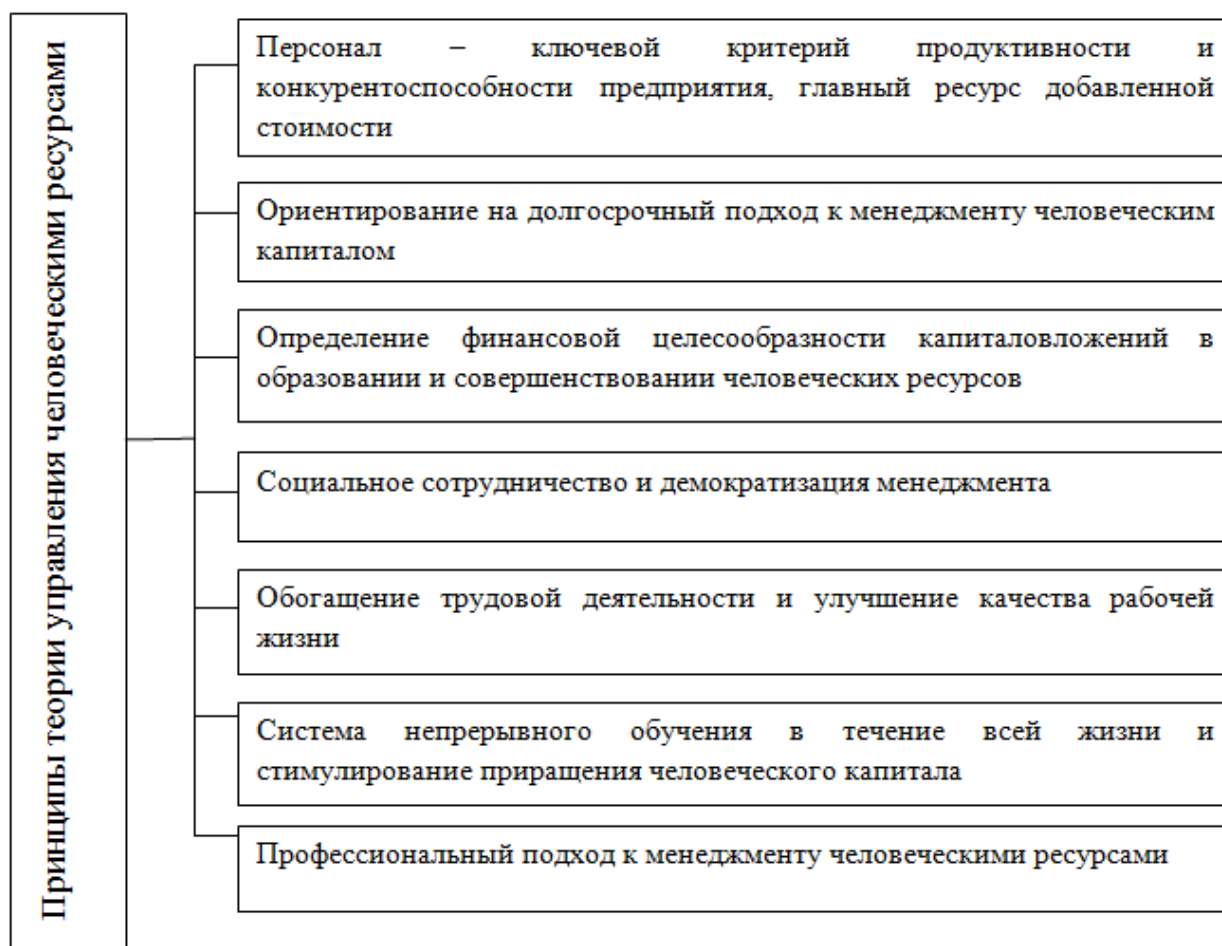 Принципы теории управления человеческими ресурсами
Персонал – ключевой критерий продуктивности и
конкурентоспособности предприятия, главный ресурс добавленной
стоимости
Ориентирование на долгосрочный подход к менеджменту человеческим
капиталом
Определение финансовой целесообразности капиталовложений в
образовании и совершенствовании человеческих ресурсов
Социальное сотрудничество и демократизация менеджмента
Обогащение трудовой деятельности и улучшение качества рабочей
жизни
Система непрерывного обучения в течение всей жизни и
стимулирование приращения человеческого капитала
Профессиональный подход к менеджменту человеческими ресурсами